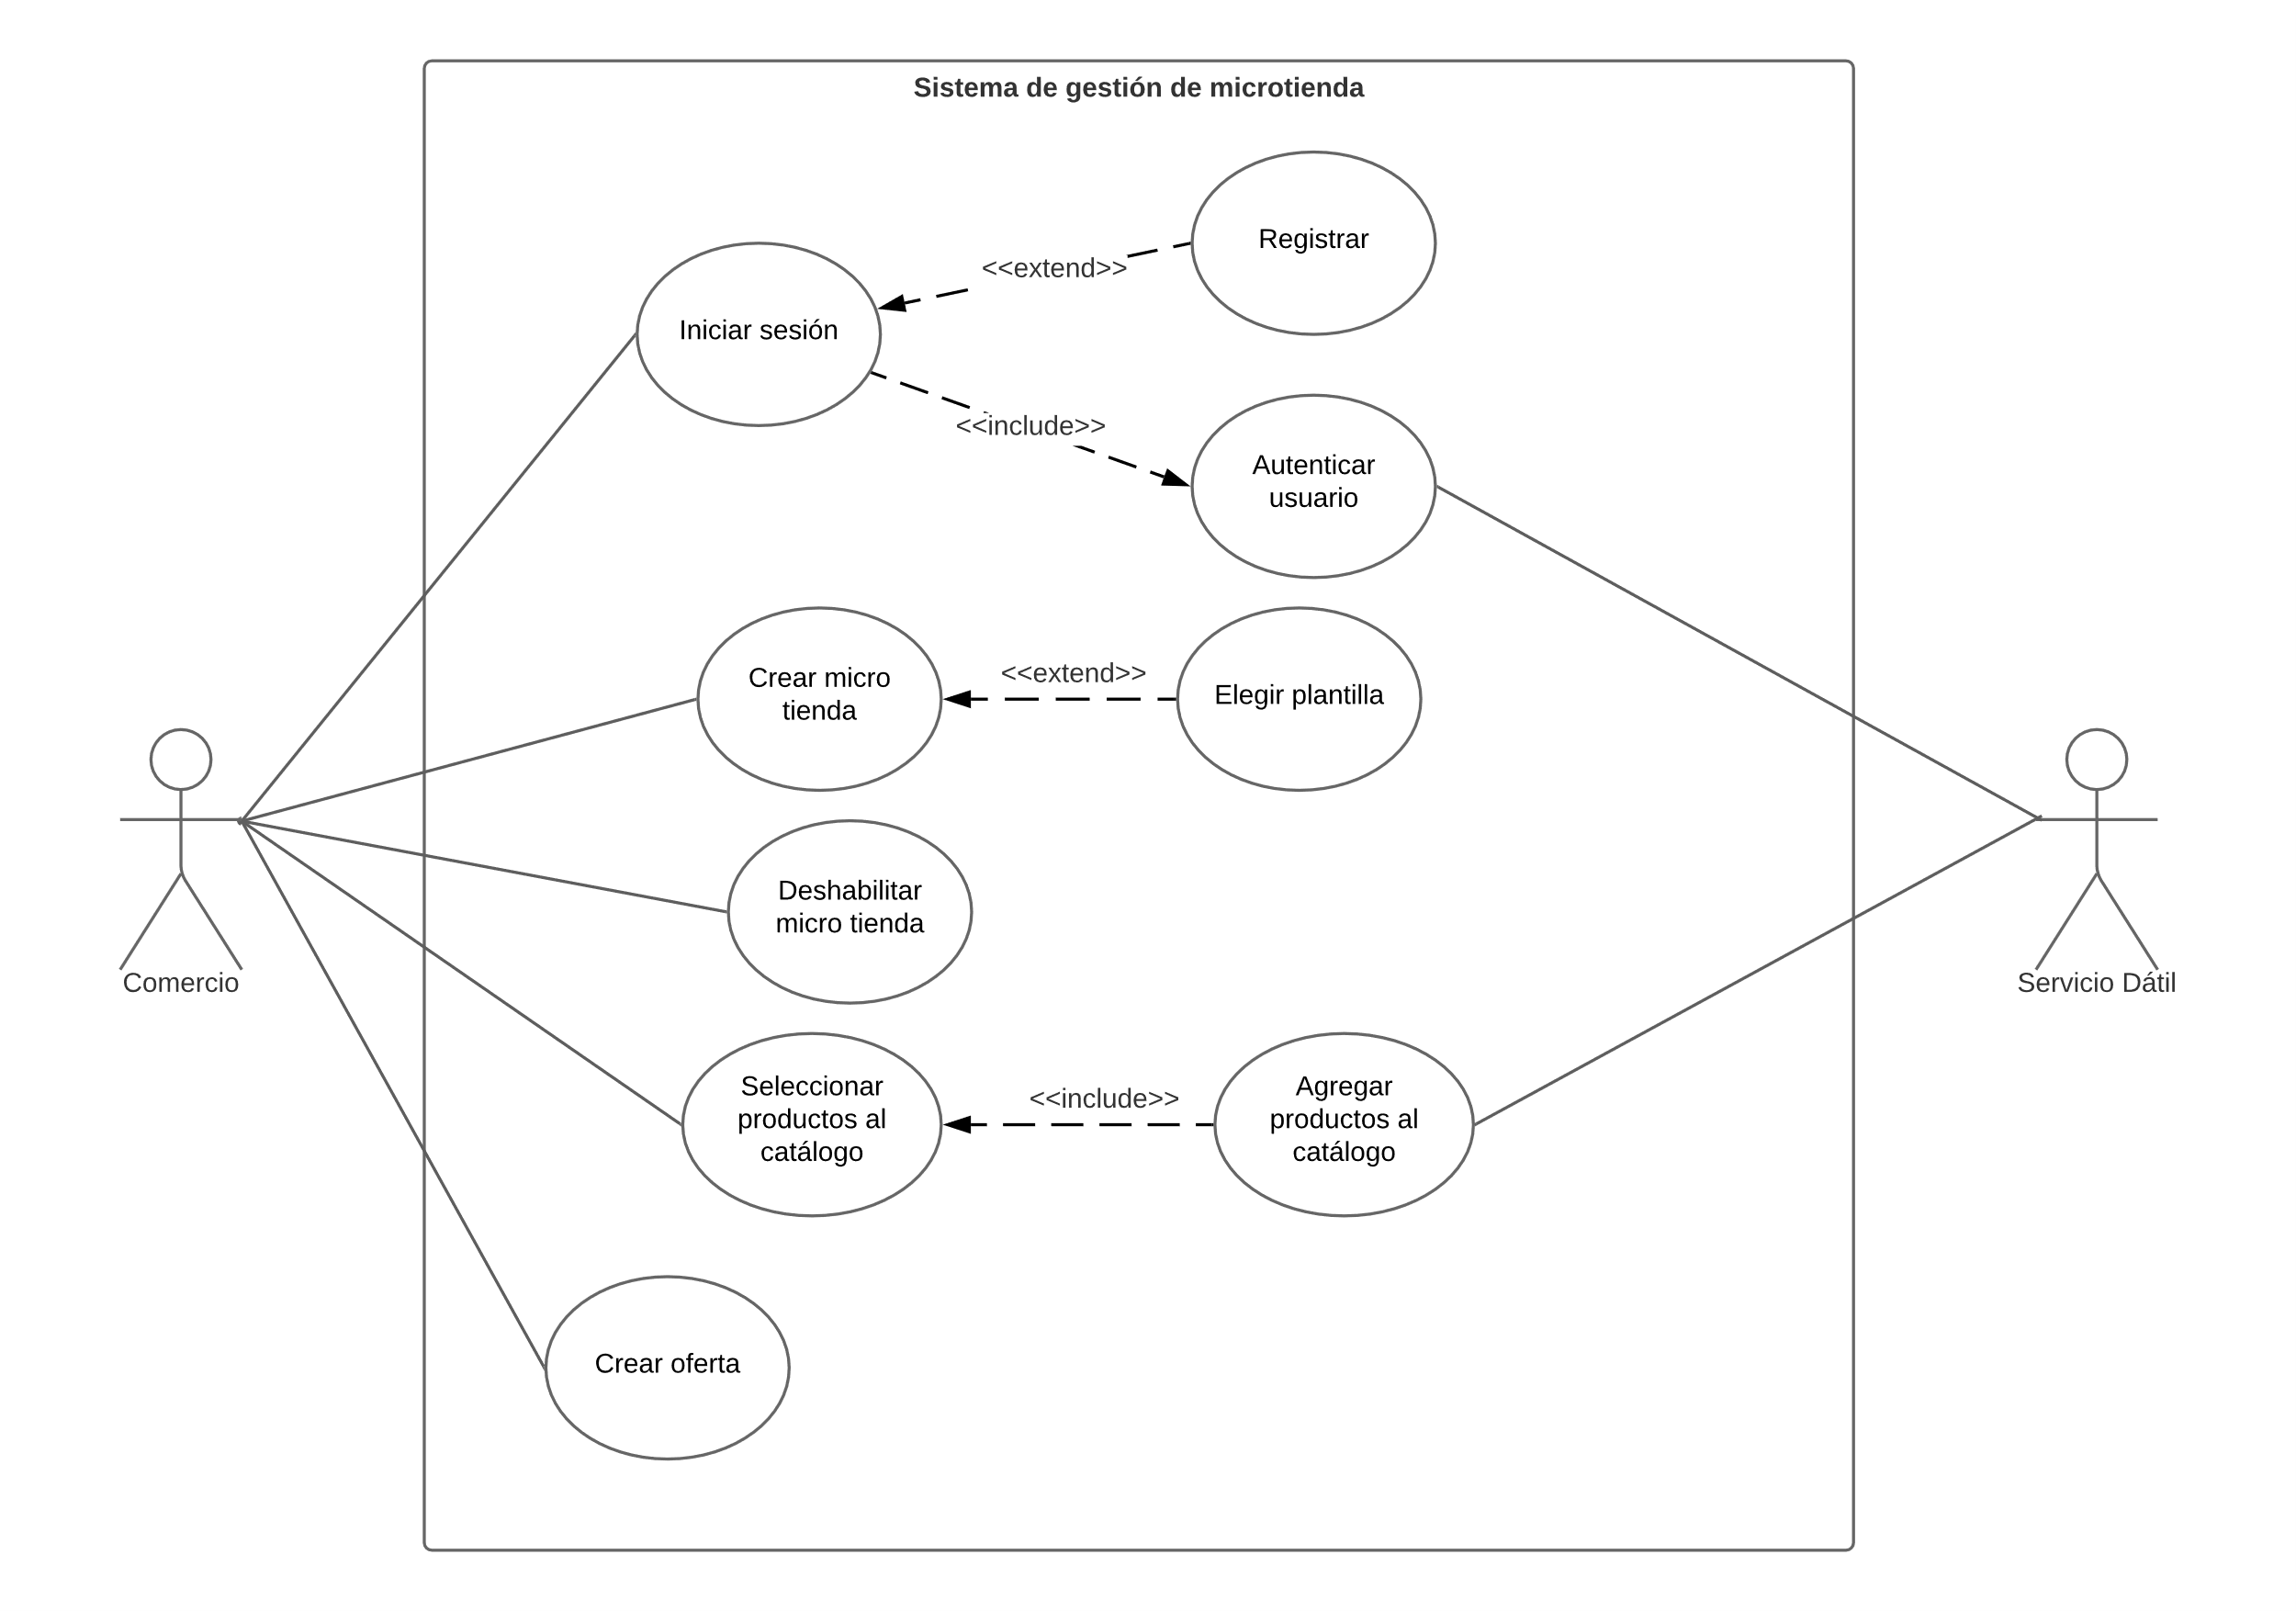 Sistema de gestión de microtienda
Registrar
<<extend>>
Iniciar sesión
<<include>>
Autenticar
usuario
Crear micro
tienda
<<extend>>
Elegir plantilla
Deshabilitar
micro tienda
Comercio
Servicio Dátil
Seleccionar
productos al
catálogo
<<include>>
Agregar
productos al
catálogo
Crear oferta